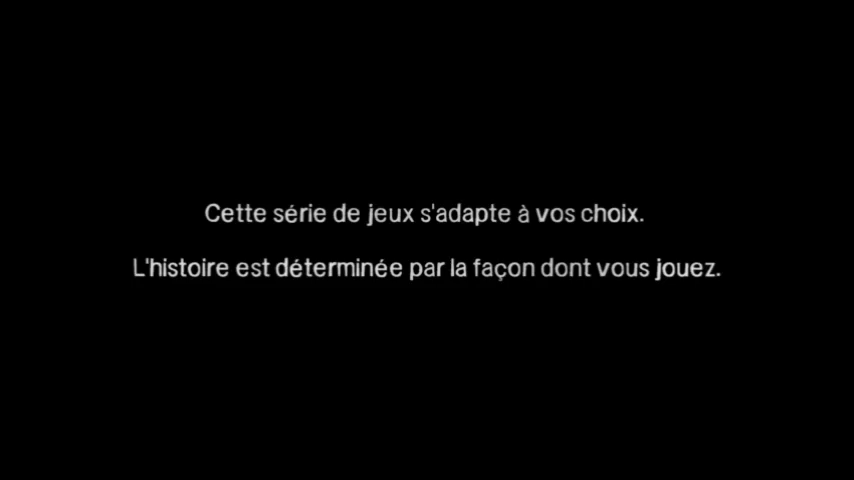 Cette série de jeux s'adapte à vos choix.
L'histoire est déterminée par la façon dont vous jouez.